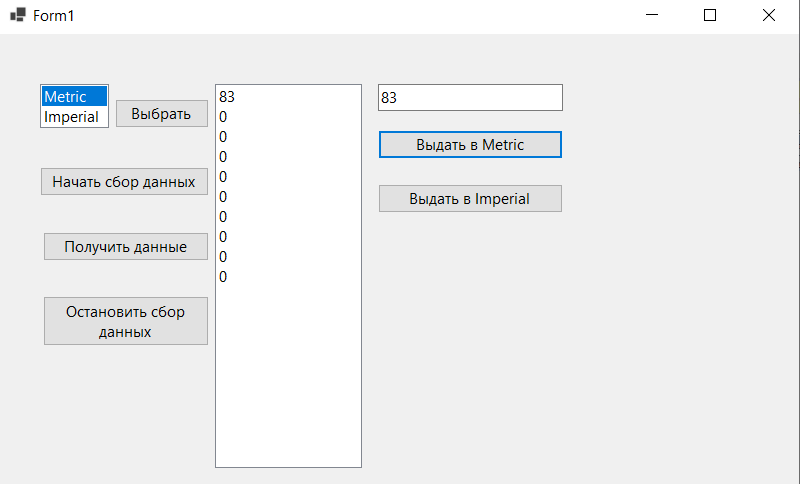 Form1
Metric
Imperial
Выбрать
Начать сбор данных
Получить данные
Остановить сбор
данных
83
0
0
0
0
0
0
0
0
0
83
Выдать в Metric
Выдать в Imperial